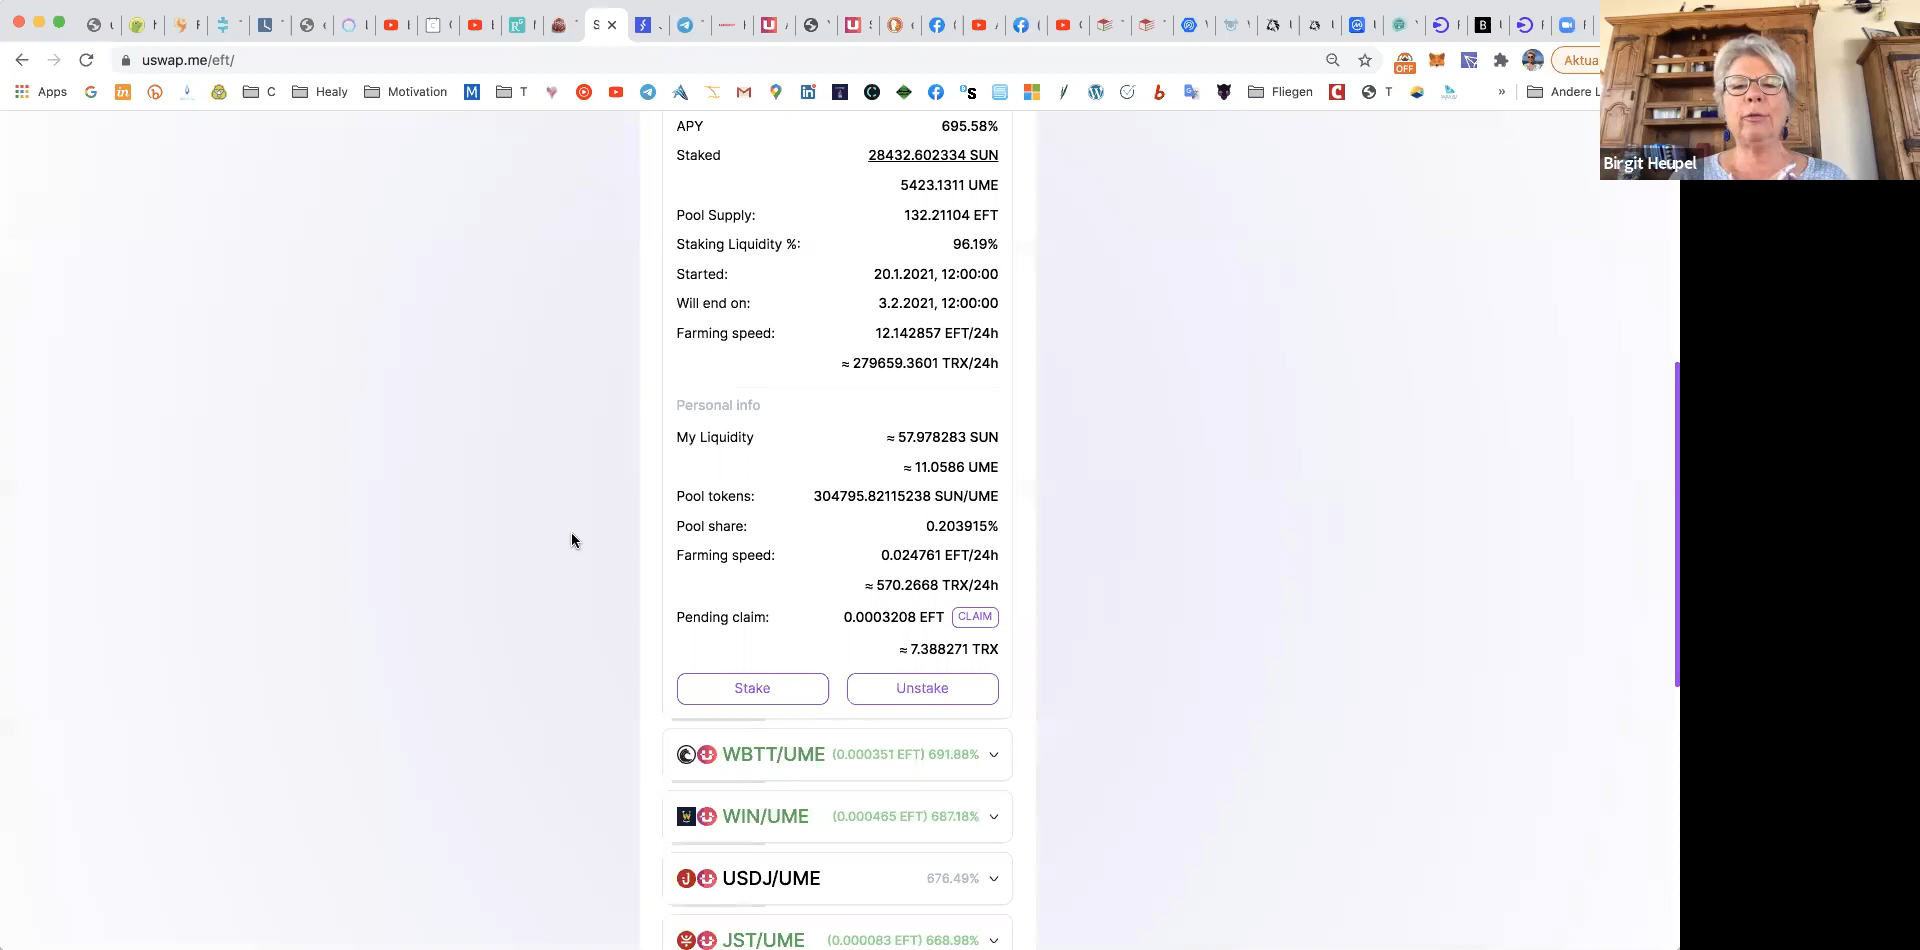 uswap.me/eft/
OFF
Aktua
Apps
C
Healy
Motivation
T
Fliegen
T
»
Andere L
Birgit Heupel
APY 695.58%
Staked 28432.602334 SUN
5423.1311 UME
Pool Supply: 132.21104 EFT
Staking Liquidity %: 96.19%
Started: 20.1.2021, 12:00:00
Will end on: 3.2.2021, 12:00:00
Farming speed: 12.142857 EFT/24h
≈ 279659.3601 TRX/24h
Personal info
My Liquidity ≈ 57.978283 SUN
≈ 11.0586 UME
Pool tokens: 304795.82115238 SUN/UME
Pool share: 0.203915%
Farming speed: 0.024761 EFT/24h
≈ 570.2668 TRX/24h
Pending claim: 0.0003208 EFT CLAIM
≈ 7.388271 TRX
Stake Unstake
WBTT/UME (0.000351 EFT) 691.88%
WIN/UME (0.000465 EFT) 687.18%
USDJ/UME 676.49%
JST/UME (0.000083 EFT) 668.98%